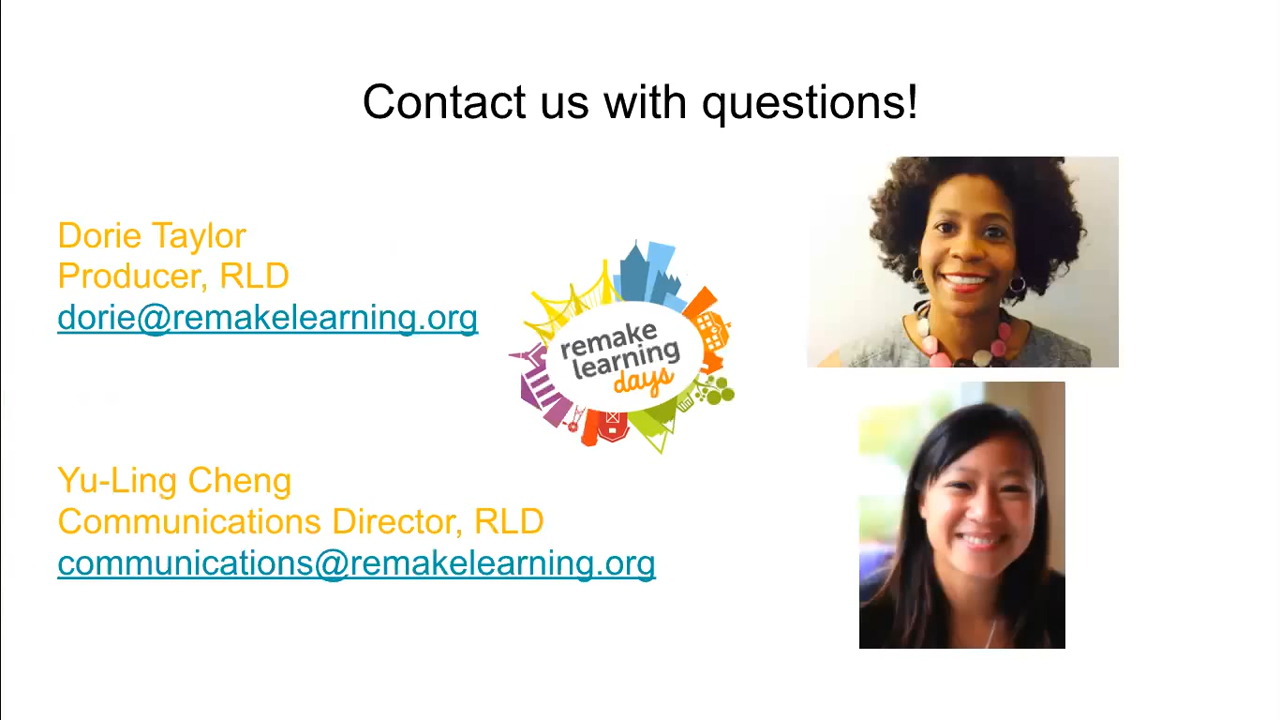 Contact us with questions!
Dorie Taylor
Producer, RLD
dorie@remakelearning.org
remake
learning
days
Yu-Ling Cheng
Communications Director, RLD
communications@remakelearning.org